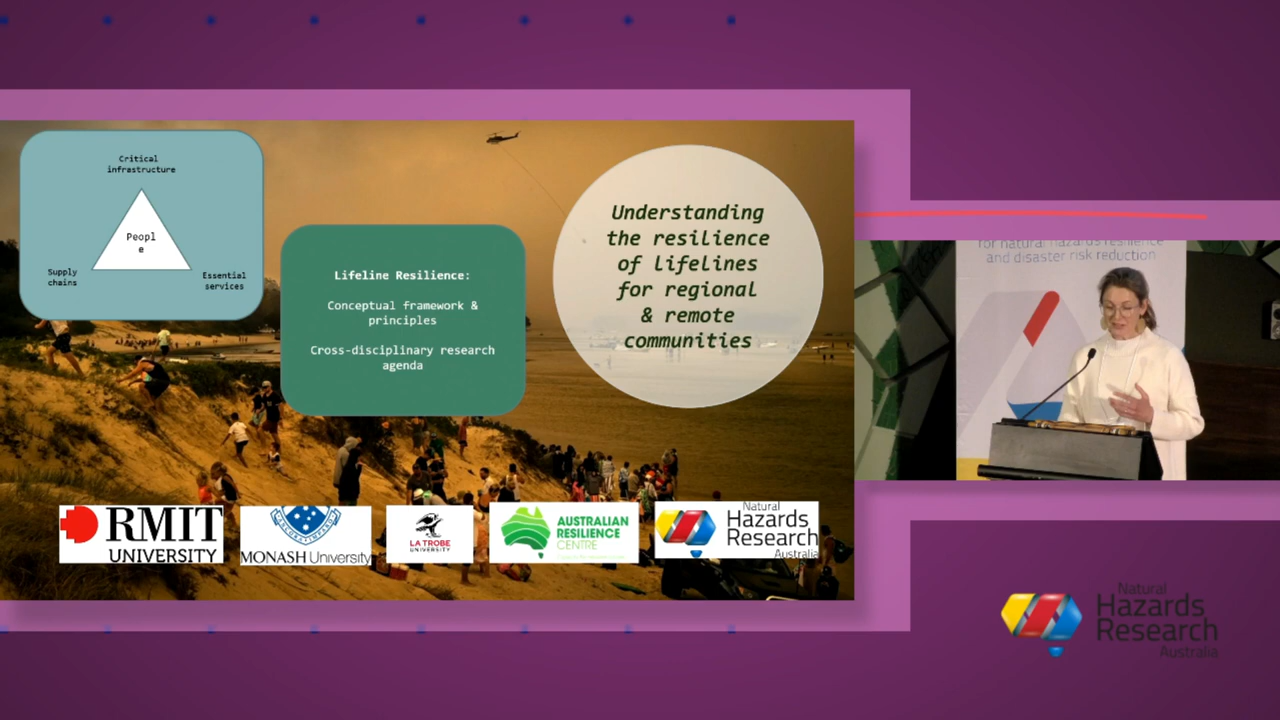 Critical
infrastructure
Peopl
e
Supply
chains
Essential
services
Lifeline Resilience:
Conceptual framework &
principles
Cross-disciplinary research
agenda
Understanding
the resilience
of lifelines
for regional
& remote
communities
RMIT
UNIVERSITY
MONASH University
LA TROBE
UNIVERSITY
AUSTRALIAN
RESILIENCE
CENTRE
Natural
Hazards
Research
Australia
for natural hazards resilience
and disaster risk reduction
Natural
Hazards
Research
Australia